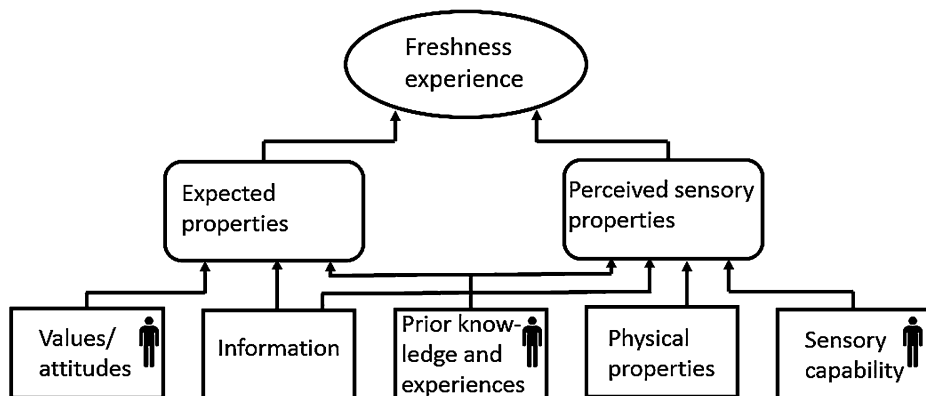 Freshness
experience
Expected
properties
Perceived sensory
properties
Values/
attitudes
Information
Prior know-
ledge and
experiences
Physical
properties
Sensory
capability